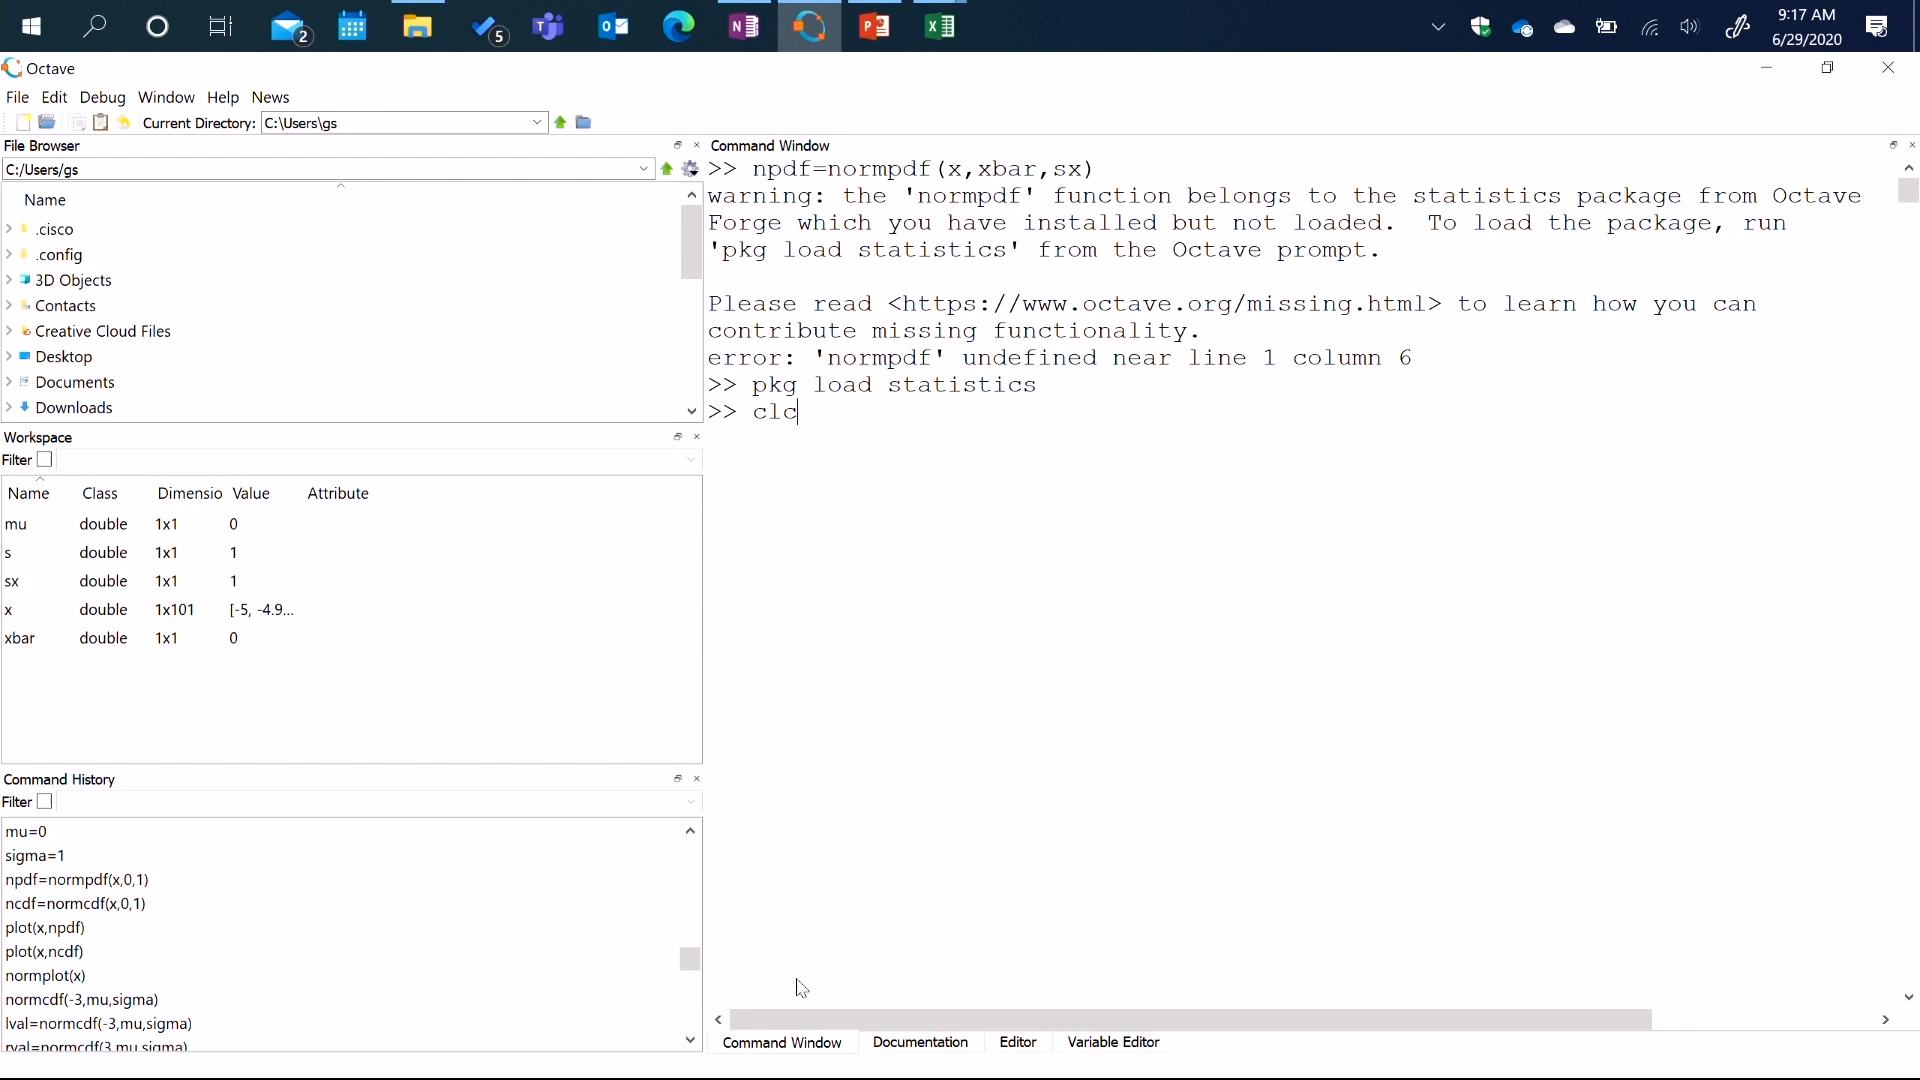 2
5
9:17 AM
6/29/2020
Octave
File Edit Debug Window Help News
Current Directory: C:\Users\gs
File Browser
C:/Users/gs
Name
.cisco
.config
3D Objects
Contacts
Creative Cloud Files
Desktop
Documents
Downloads
Workspace
Filter
Name Class Dimensio Value Attribute
mu double 1x1 0
s double 1x1 1
sx double 1x1 1
x double 1x101 [-5, -4.9...
xbar double 1x1 0
Command History
Filter
mu=0
sigma=1
npdf=normpdf(x,0,1)
ncdf=normcdf(x,0,1)
plot(x,npdf)
plot(x,ncdf)
normplot(x)
normcdf(-3,mu,sigma)
lval=normcdf(-3,mu,sigma)
rval=normcdf(3,mu,sigma)
Command Window
>> npdf=normpdf(x,xbar,sx)
warning: the 'normpdf' function belongs to the statistics package from Octave
Forge which you have installed but not loaded.  To load the package, run
'pkg load statistics' from the Octave prompt.
Please read <https://www.octave.org/missing.html> to learn how you can
contribute missing functionality.
error: 'normpdf' undefined near line 1 column 6
>> pkg load statistics
>> clc
Command Window Documentation Editor Variable Editor